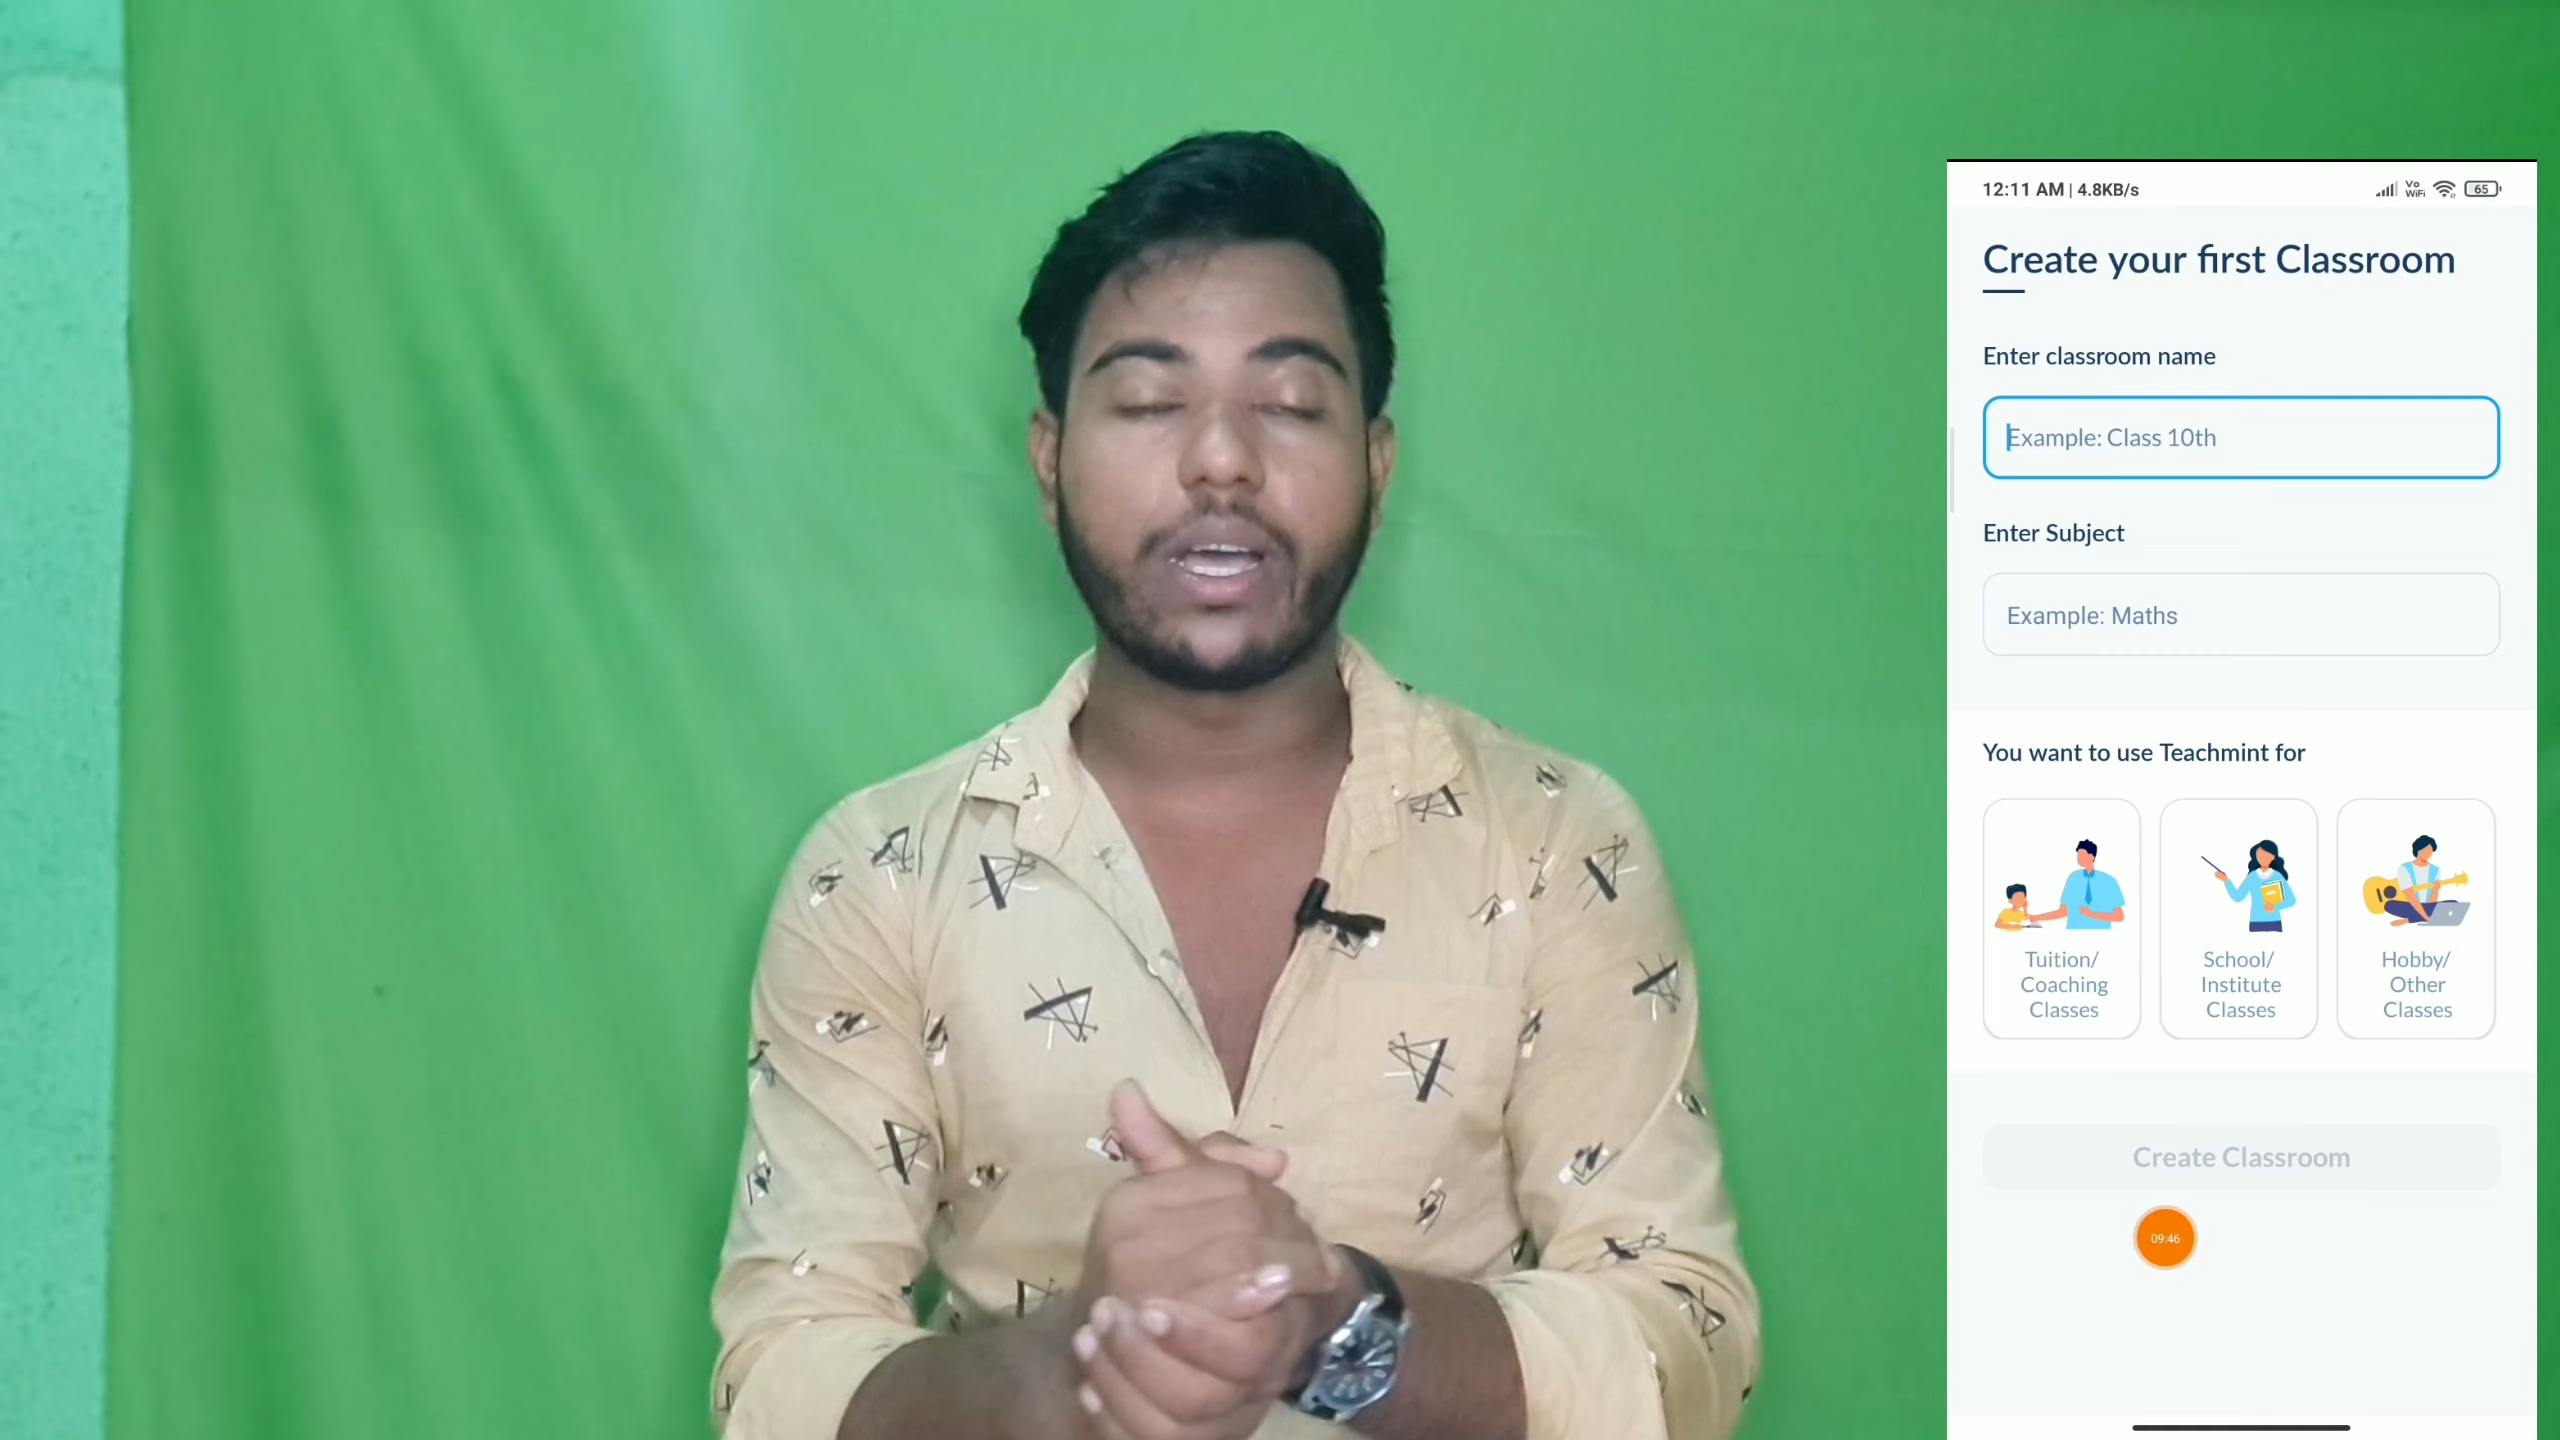 12:11 AM | 4.8KB/s
Vo
WiFi
65
Create your first Classroom
Enter classroom name
Example: Class 10th
Enter Subject
Example: Maths
You want to use Teachmint for
Tuition/
Coaching
Classes
School/
Institute
Classes
Hobby/
Other
Classes
Create Classroom
09:46